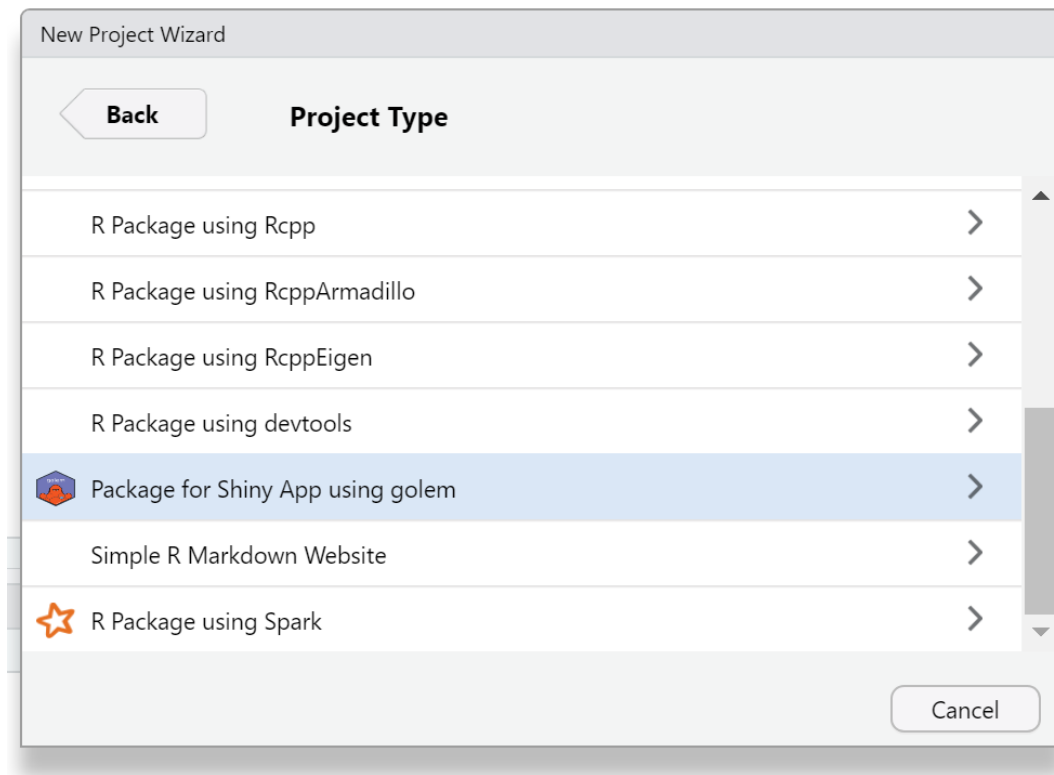 New Project Wizard
Back
Project Type
R Package using Rcpp
R Package using RcppArmadillo
R Package using RcppEigen
R Package using devtools
Package for Shiny App using golem
Simple R Markdown Website
R Package using Spark
Cancel